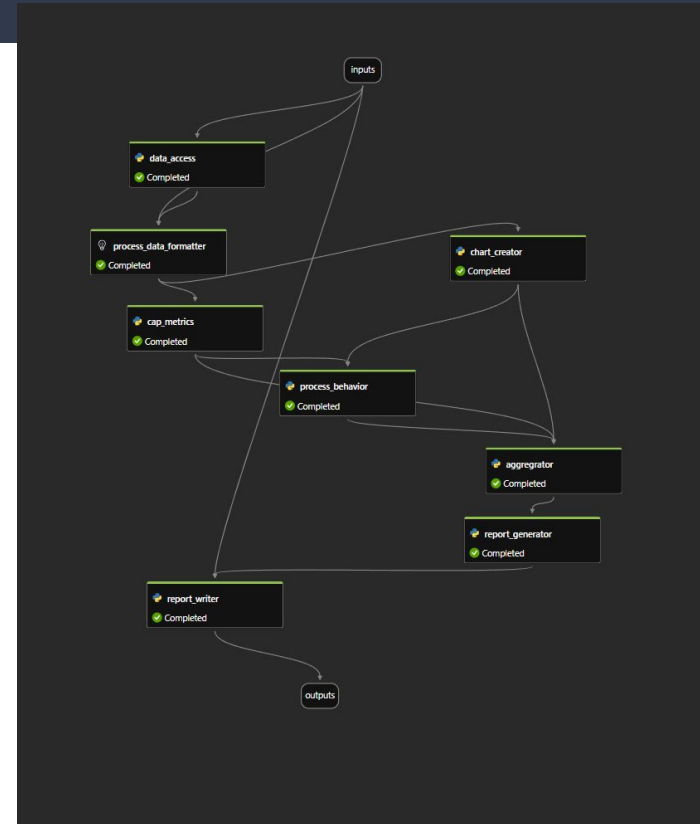 inputs
data_access
Completed
process_data_formatter
Completed
chart_creator
Completed
cap_metrics
Completed
process_behavior
Completed
aggregrator
Completed
report_generator
Completed
report_writer
Completed
outputs